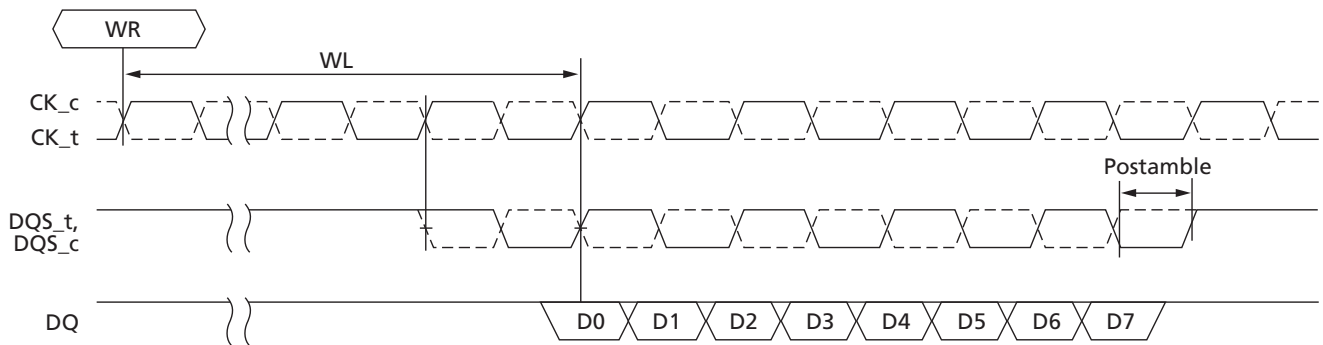 WR
WL
CK_c
CK_t
Postamble
DQS_t,
DQS_c
DQ
D0
D1
D2
D3
D4
D5
D6
D7